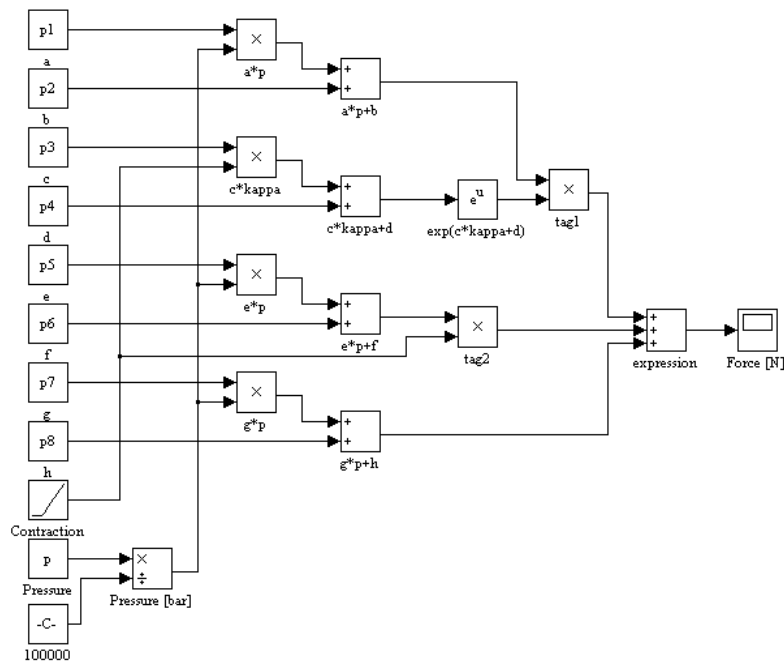 p1
a
p2
b
p3
c
p4
d
p5
e
p6
f
p7
g
p8
h
Contraction
p
Pressure
-C-
100000
×
÷
Pressure [bar]
×
a*p
+
+
a*p+b
×
c*kappa
+
+
c*kappa+d
e^u
exp(c*kappa+d)
×
tag1
×
e*p
+
+
e*p+f
×
tag2
×
g*p
+
+
g*p+h
+
+
+
expression
Force [N]